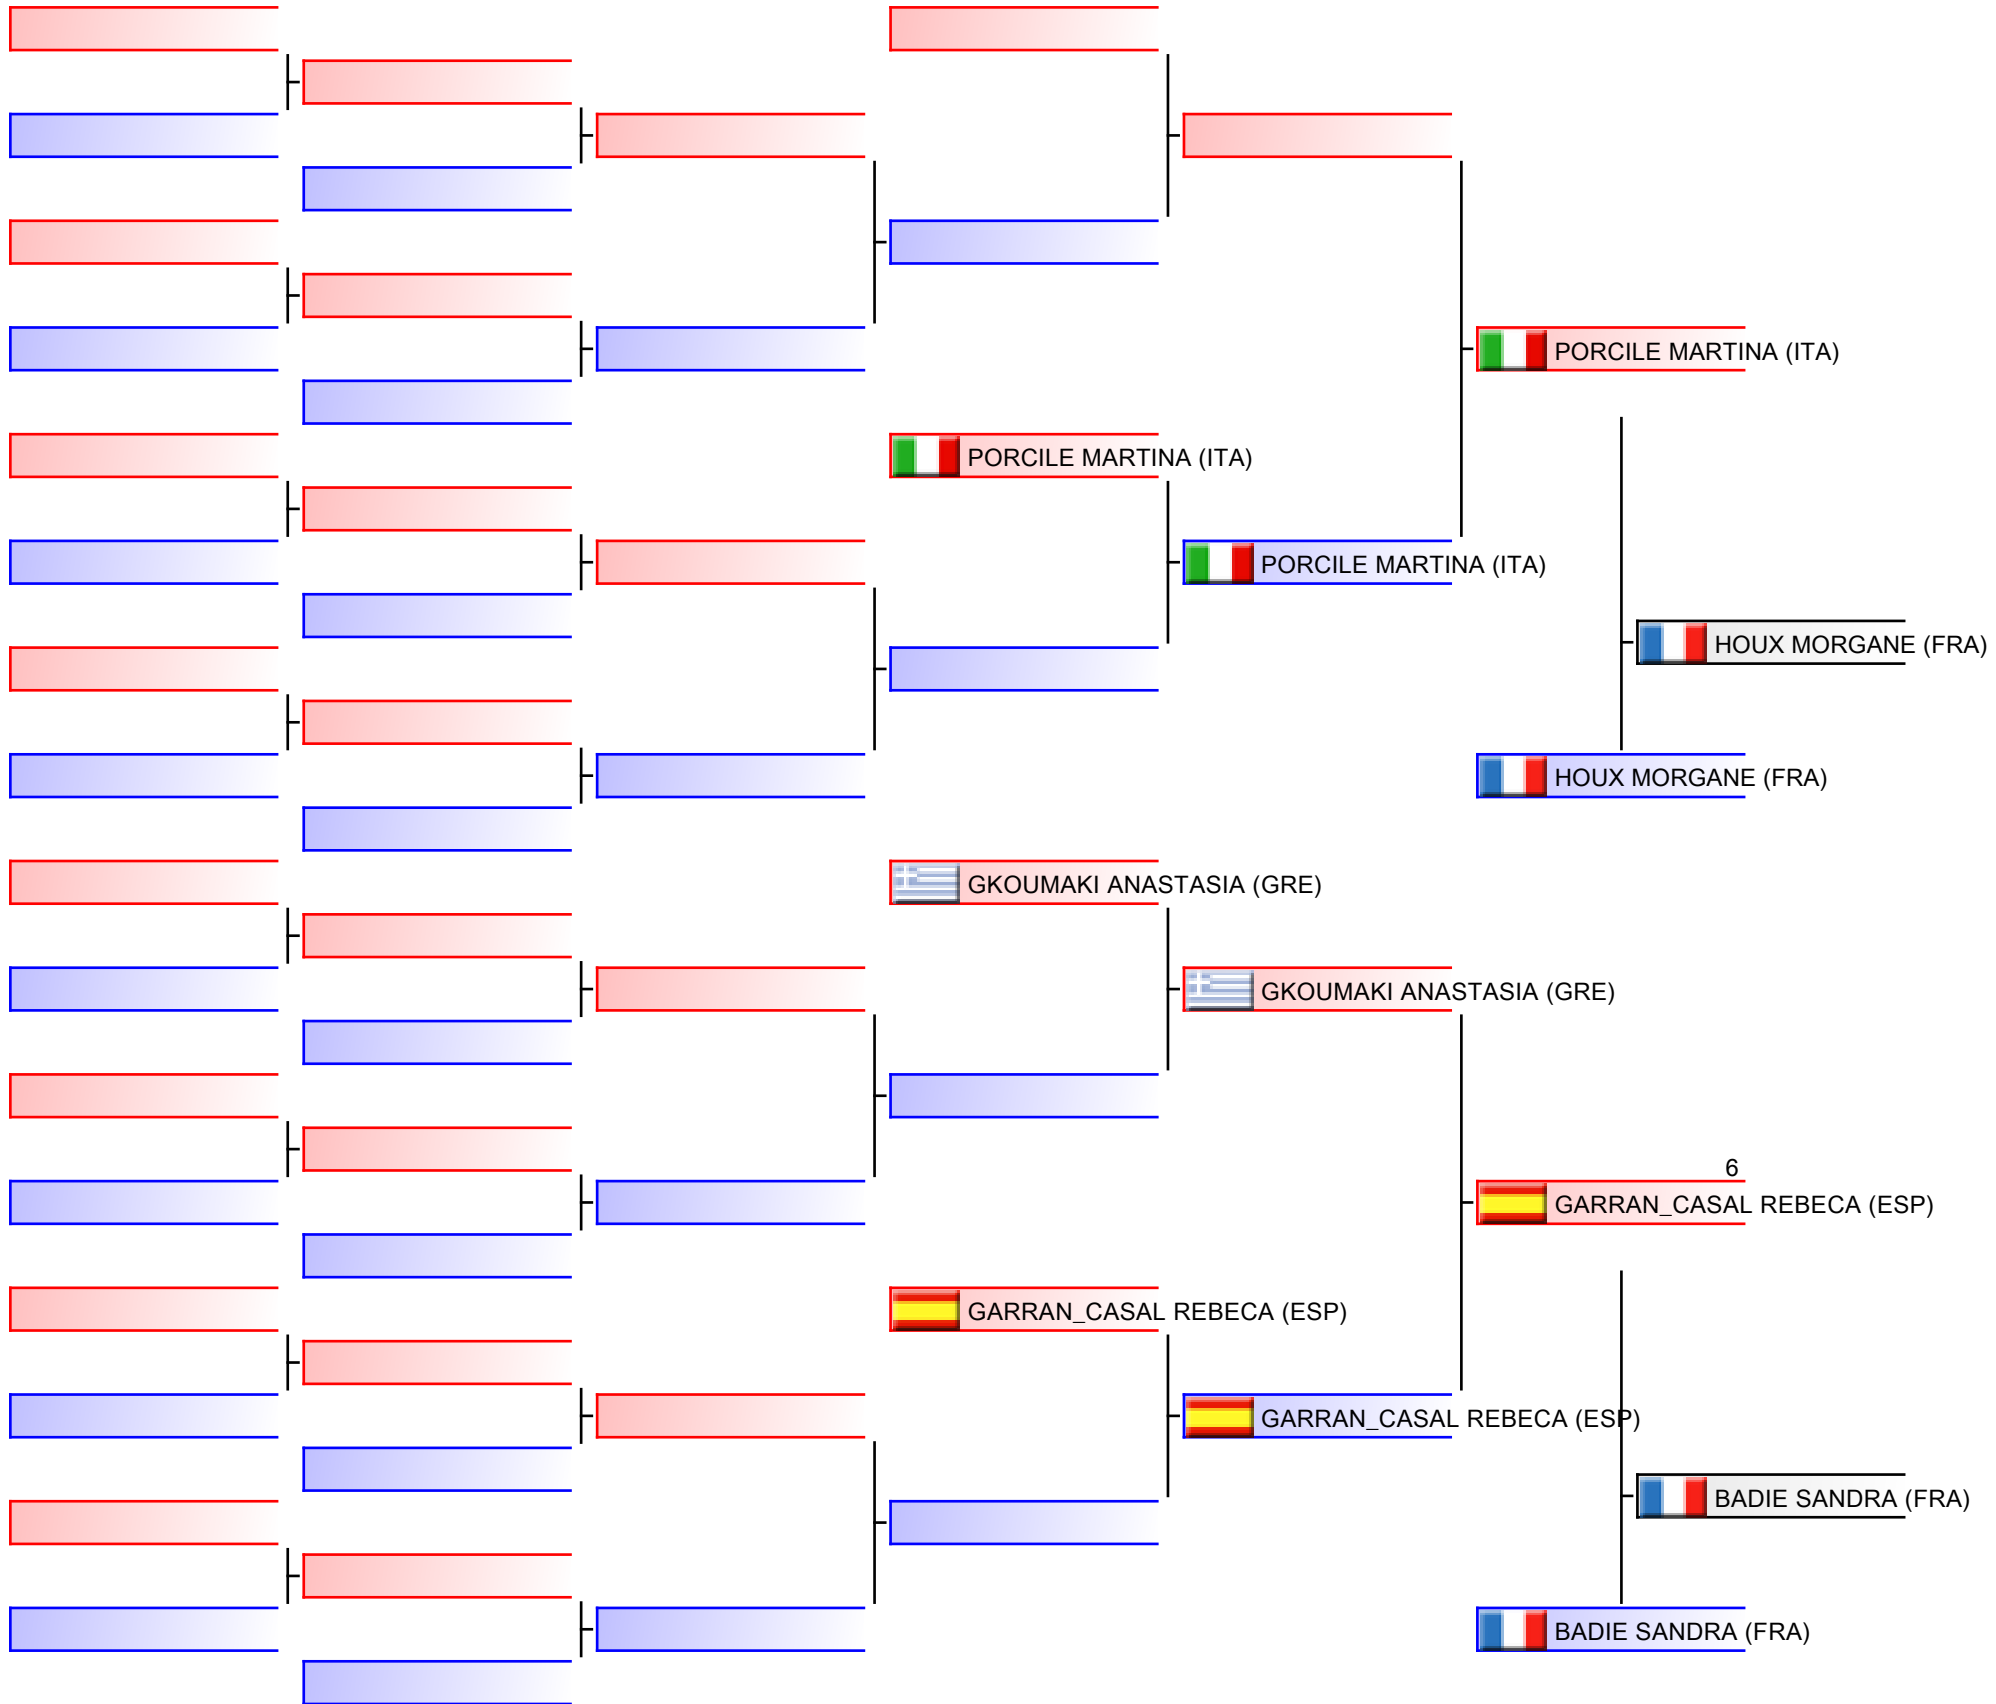 PORCILE MARTINA (ITA)
PORCILE MARTINA (ITA)
PORCILE MARTINA (ITA)
HOUX MORGANE (FRA)
HOUX MORGANE (FRA)
GKOUMAKI ANASTASIA (GRE)
GKOUMAKI ANASTASIA (GRE)
6
GARRAN_CASAL REBECA (ESP)
GARRAN_CASAL REBECA (ESP)
GARRAN_CASAL REBECA (ESP)
BADIE SANDRA (FRA)
BADIE SANDRA (FRA)